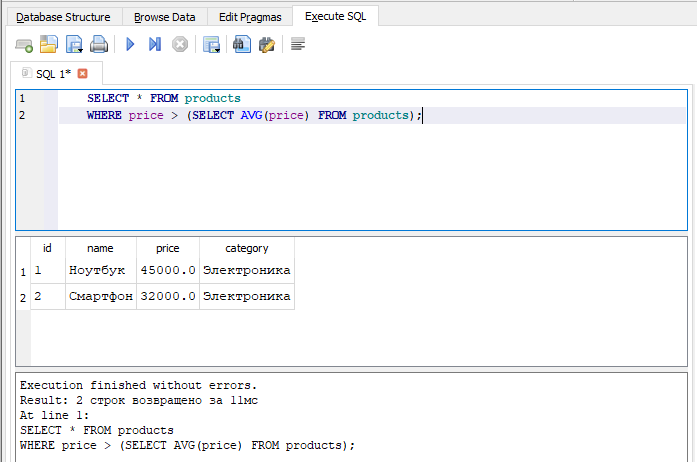 Database Structure Browse Data Edit Pragmas Execute SQL
SQL 1*
1 SELECT * FROM products
2 WHERE price > (SELECT AVG(price) FROM products);
id name price category
1 1 Ноутбук 45000.0 Электроника
2 2 Смартфон 32000.0 Электроника
Execution finished without errors.
Result: 2 строк возвращено за 11мс
At line 1:
SELECT * FROM products
WHERE price > (SELECT AVG(price) FROM products);